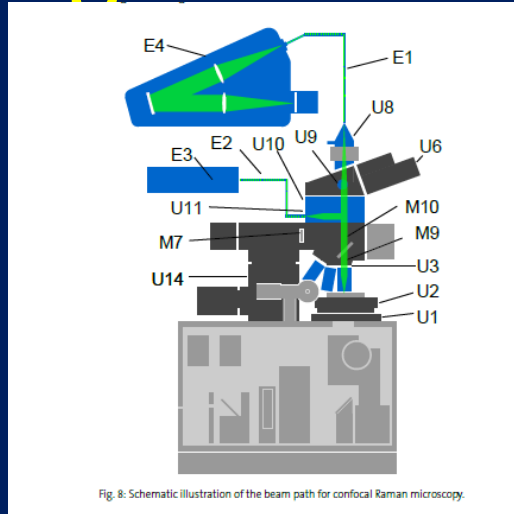 E4
E1
U8
E2
U10
U9
E3
U6
U11
M10
M7
M9
U3
U14
U2
U1
Fig. 8: Schematic illustration of the beam path for confocal Raman microscopy.